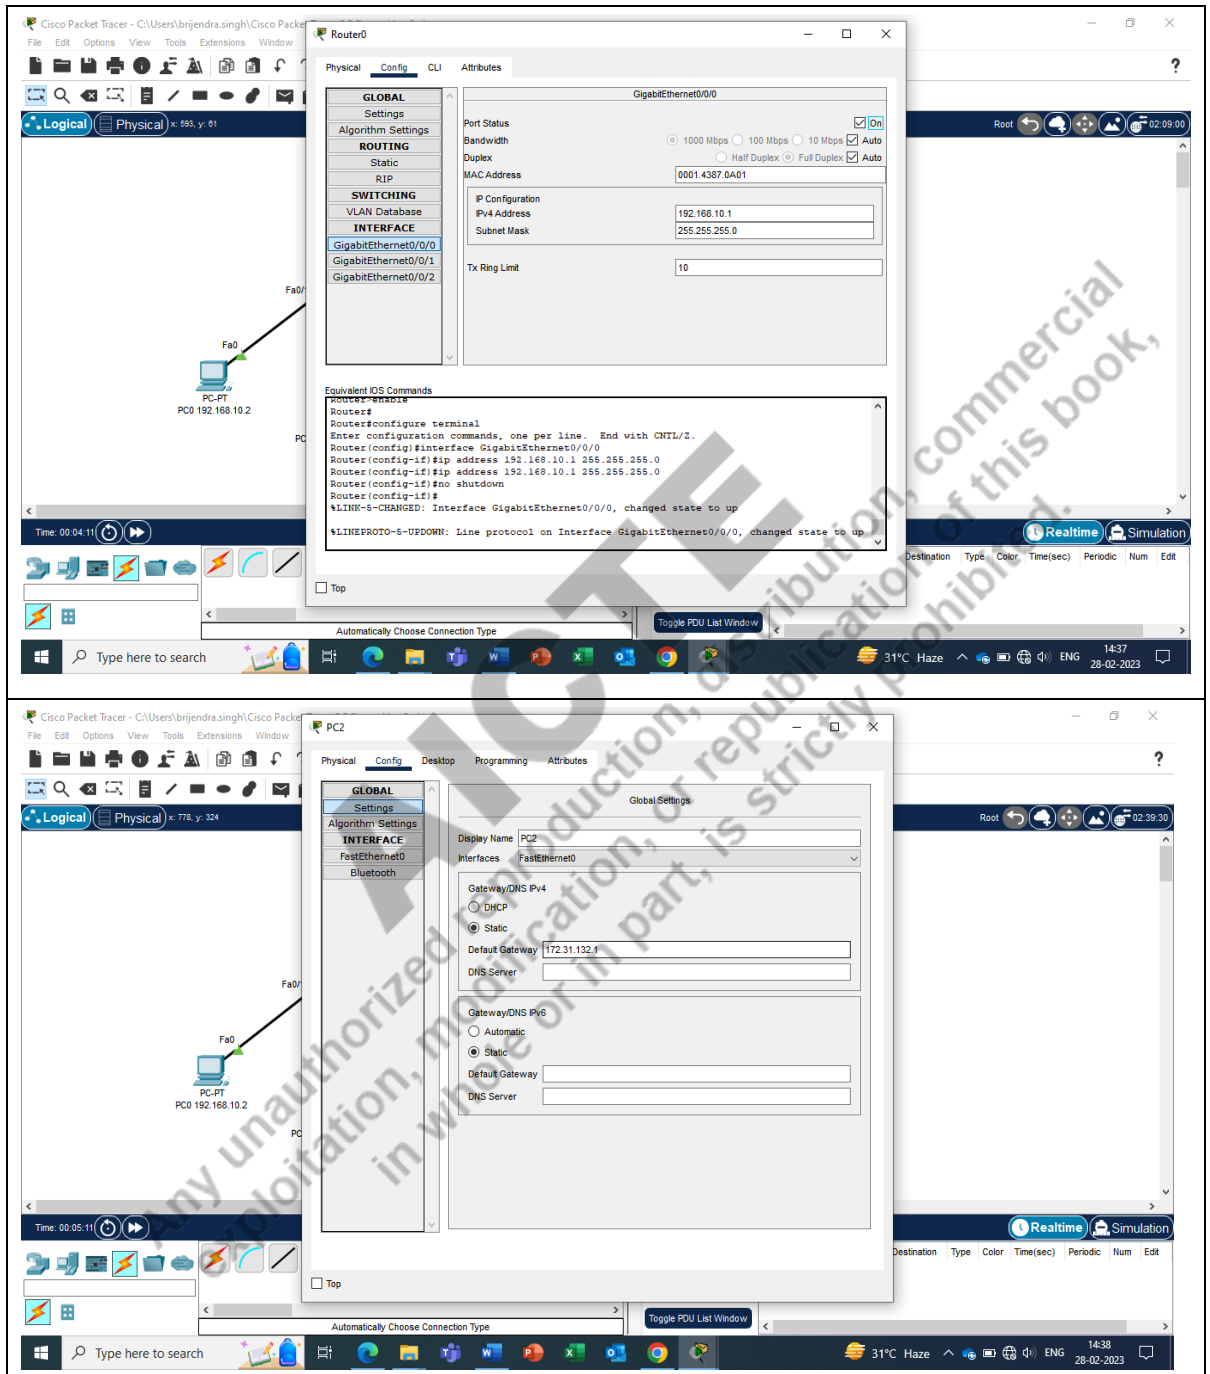 Cisco Packet Tracer - C:\Users\brijendra.singh\Cisco Packe
File Edit Options View Tools Extensions Window
?
Logical Physical x: 593, y: 61
Root 02:09:00
Router0
Physical Config CLI Attributes
GLOBAL
Settings
Algorithm Settings
ROUTING
Static
RIP
SWITCHING
VLAN Database
INTERFACE
GigabitEthernet0/0/0
GigabitEthernet0/0/1
GigabitEthernet0/0/2
GigabitEthernet0/0/0
Port Status On
Bandwidth 1000 Mbps 100 Mbps 10 Mbps Auto
Duplex Half Duplex Full Duplex Auto
MAC Address 0001.4387.0A01
IP Configuration
IPv4 Address 192.168.10.1
Subnet Mask 255.255.255.0
Tx Ring Limit 10
Fa0/
Fa0
PC-PT
PC0 192.168.10.2
PC
Equivalent IOS Commands
Router>enable
Router#
Router#configure terminal
Enter configuration commands, one per line. End with CNTL/Z.
Router(config)#interface GigabitEthernet0/0/0
Router(config-if)#ip address 192.168.10.1 255.255.255.0
Router(config-if)#ip address 192.168.10.1 255.255.255.0
Router(config-if)#no shutdown
Router(config-if)#
%LINK-5-CHANGED: Interface GigabitEthernet0/0/0, changed state to up
%LINEPROTO-5-UPDOWN: Line protocol on Interface GigabitEthernet0/0/0, changed state to up
Top
Time: 00:04:11
Realtime Simulation
Destination Type Color Time(sec) Periodic Num Edit
Toggle PDU List Window
Automatically Choose Connection Type
Type here to search
31°C Haze ENG 14:37
28-02-2023
Cisco Packet Tracer - C:\Users\brijendra.singh\Cisco Packe
File Edit Options View Tools Extensions Window
?
Logical Physical x: 778, y: 324
Root 02:39:30
PC2
Physical Config Desktop Programming Attributes
GLOBAL
Settings
Algorithm Settings
INTERFACE
FastEthernet0
Bluetooth
Global Settings
Display Name PC2
Interfaces FastEthernet0
Gateway/DNS IPv4
DHCP
Static
Default Gateway 172.31.132.1
DNS Server
Gateway/DNS IPv6
Automatic
Static
Default Gateway
DNS Server
Fa0/
Fa0
PC-PT
PC0 192.168.10.2
PC
Top
Time: 00:05:11
Realtime Simulation
Destination Type Color Time(sec) Periodic Num Edit
Toggle PDU List Window
Automatically Choose Connection Type
Type here to search
31°C Haze ENG 14:38
28-02-2023
AICTE
Any unauthorized reproduction, distribution, commercial
exploitation, modification, or republication of this book,
in whole or in part, is strictly prohibited.